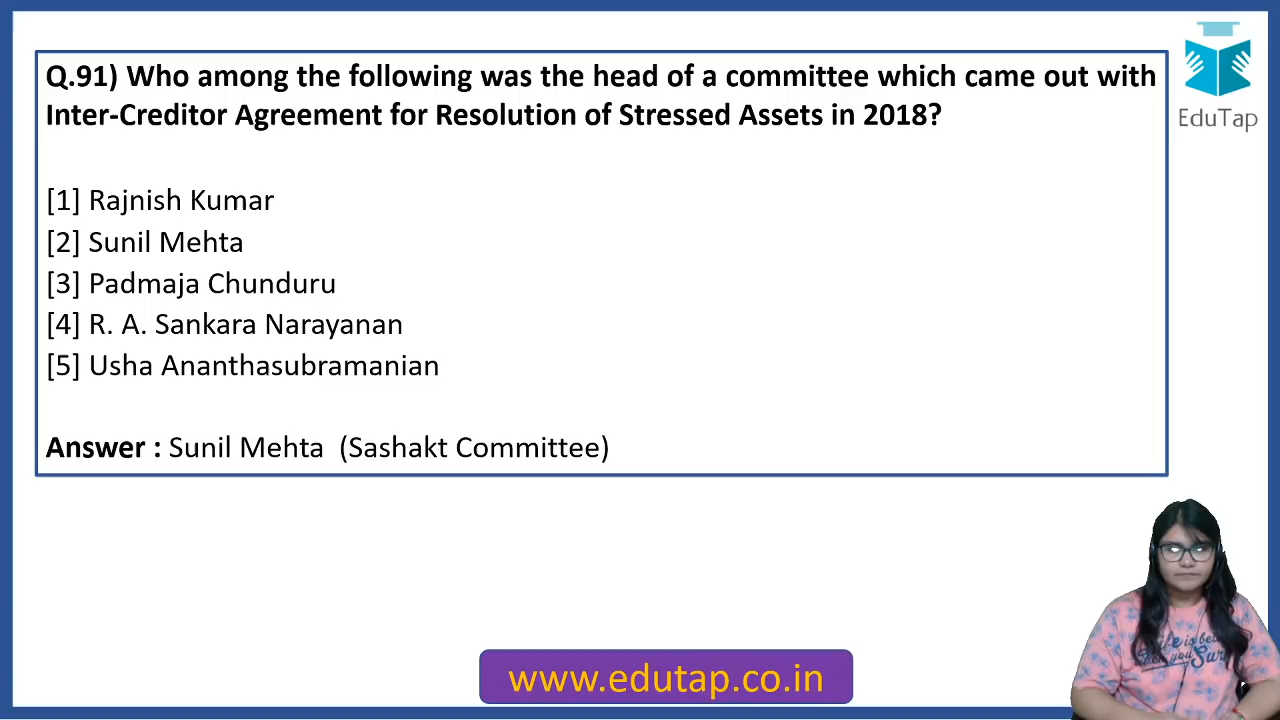 Q.91) Who among the following was the head of a committee which came out with
Inter-Creditor Agreement for Resolution of Stressed Assets in 2018?
EduTap
[1] Rajnish Kumar
[2] Sunil Mehta
[3] Padmaja Chunduru
[4] R. A. Sankara Narayanan
[5] Usha Ananthasubramanian
Answer : Sunil Mehta (Sashakt Committee)
www.edutap.co.in